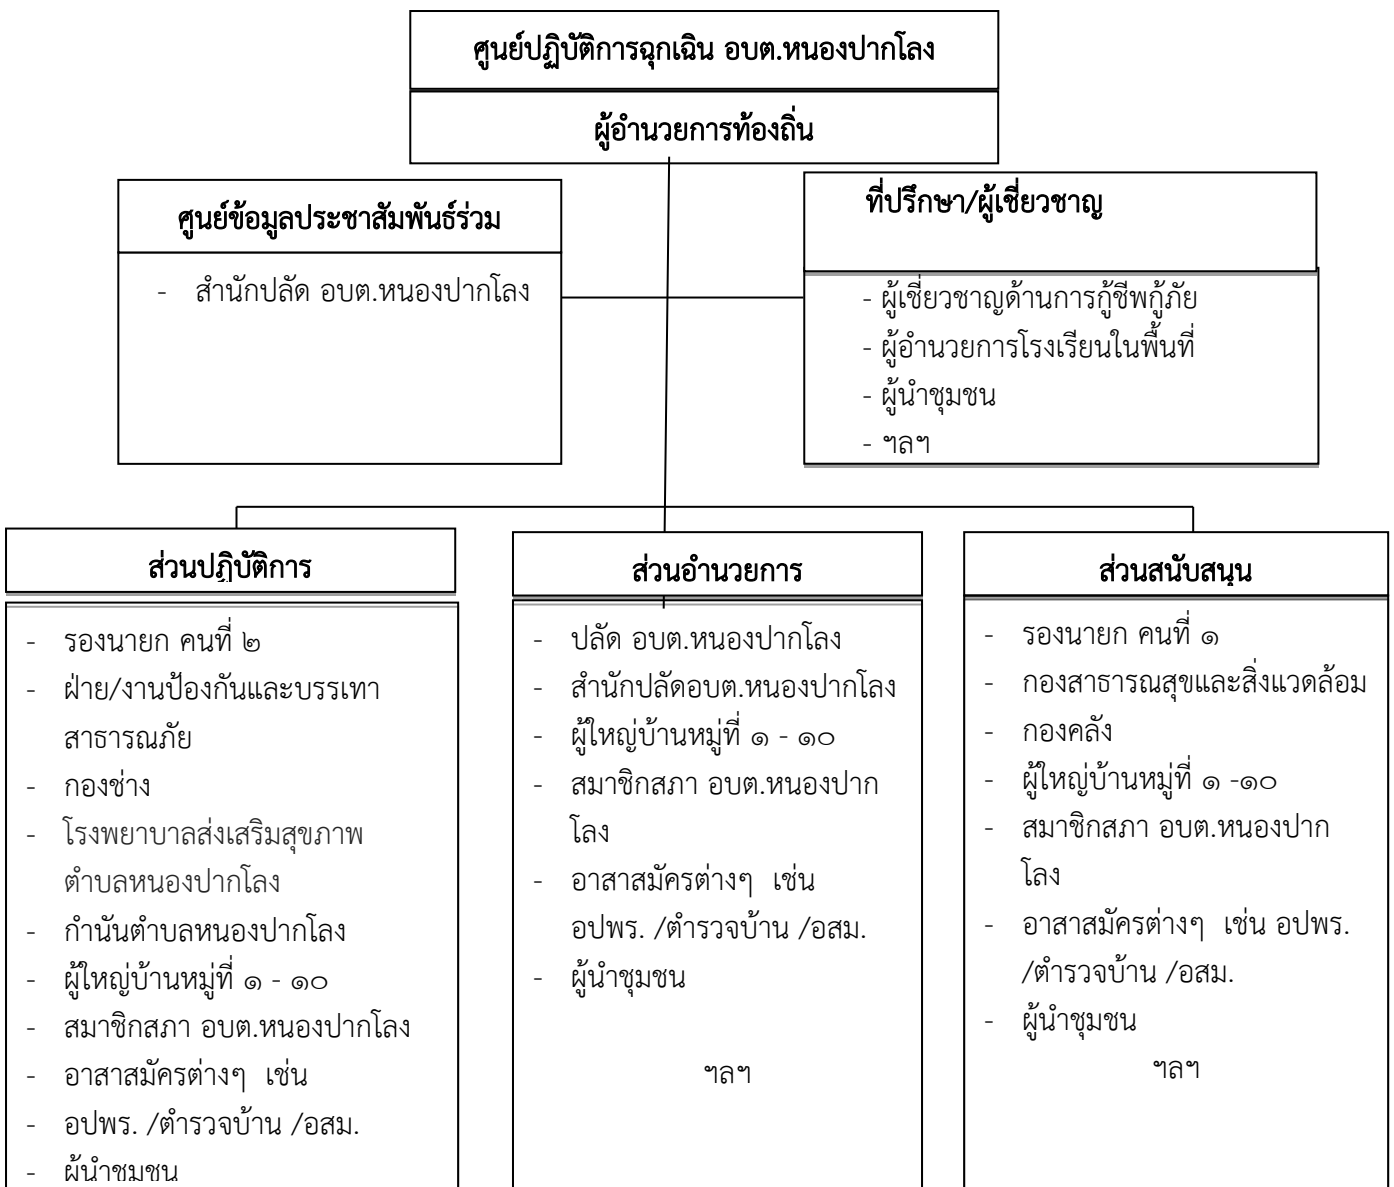 ศูนย์ปฏิบัติการฉุกเฉิน อบต.หนองปากโลง
ผู้อำนวยการท้องถิ่น
ศูนย์ข้อมูลประชาสัมพันธ์ร่วม
- สำนักปลัด อบต.หนองปากโลง
ที่ปรึกษา/ผู้เชี่ยวชาญ
- ผู้เชี่ยวชาญด้านการกู้ชีพกู้ภัย
- ผู้อำนวยการโรงเรียนในพื้นที่
- ผู้นำชุมชน
- ฯลฯ
ส่วนปฏิบัติการ
- รองนายก คนที่ ๒
- ฝ่าย/งานป้องกันและบรรเทา
สาธารณภัย
- กองช่าง
- โรงพยาบาลส่งเสริมสุขภาพ
ตำบลหนองปากโลง
- กำนันตำบลหนองปากโลง
- ผู้ใหญ่บ้านหมู่ที่ ๑ - ๑๐
- สมาชิกสภา อบต.หนองปากโลง
- อาสาสมัครต่างๆ เช่น
- อปพร. /ตำรวจบ้าน /อสม.
- ผู้นำชุมชน
ส่วนอำนวยการ
- ปลัด อบต.หนองปากโลง
- สำนักปลัดอบต.หนองปากโลง
- ผู้ใหญ่บ้านหมู่ที่ ๑ - ๑๐
- สมาชิกสภา อบต.หนองปาก
โลง
- อาสาสมัครต่างๆ เช่น
อปพร. /ตำรวจบ้าน /อสม.
- ผู้นำชุมชน
ฯลฯ
ส่วนสนับสนุน
- รองนายก คนที่ ๑
- กองสาธารณสุขและสิ่งแวดล้อม
- กองคลัง
- ผู้ใหญ่บ้านหมู่ที่ ๑ -๑๐
- สมาชิกสภา อบต.หนองปาก
โลง
- อาสาสมัครต่างๆ เช่น อปพร.
/ตำรวจบ้าน /อสม.
- ผู้นำชุมชน
ฯลฯ